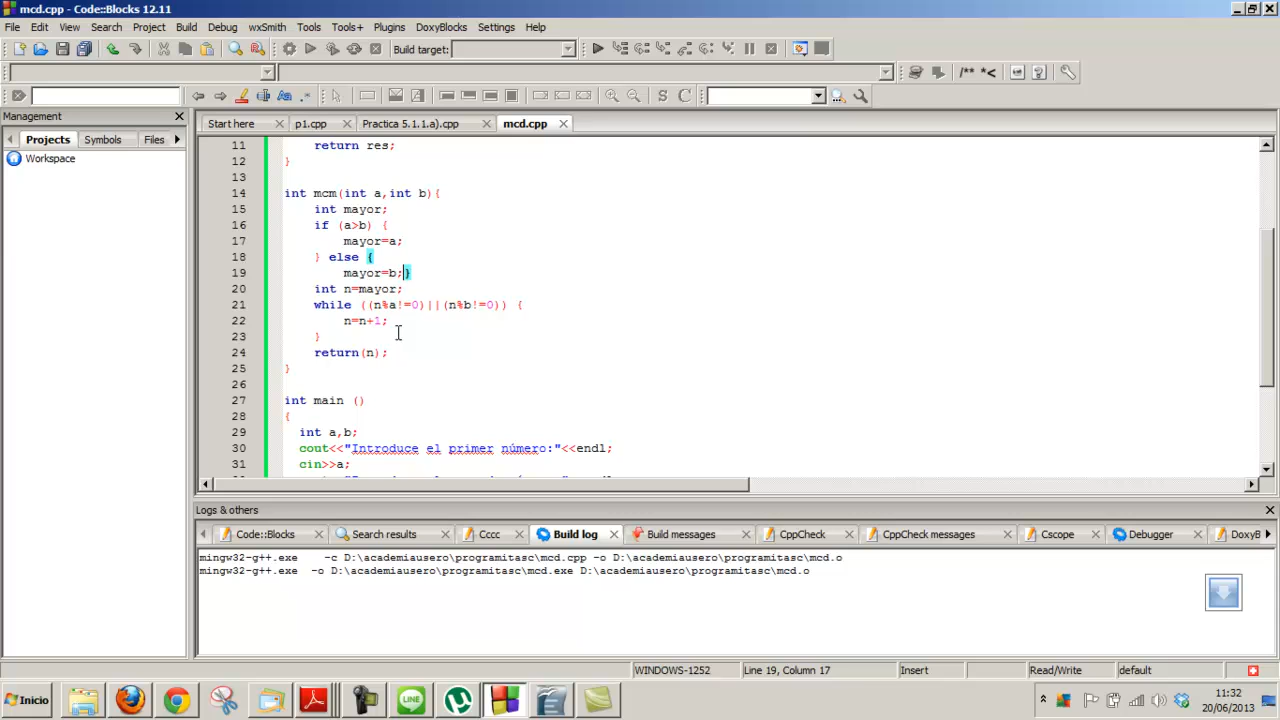 mcd.cpp - Code::Blocks 12.11
File Edit View Search Project Build Debug wxSmith Tools Tools+ Plugins DoxyBlocks Settings Help
Build target:
/** *<
Aa .* S C
Management
Start here p1.cpp Practica 5.1.1.a).cpp mcd.cpp
Projects Symbols Files
Workspace
11 return res;
12 }
13
14 int mcm(int a,int b){
15 int mayor;
16 if (a>b) {
17 mayor=a;
18 } else {
19 mayor=b;}
20 int n=mayor;
21 while ((n%a!=0)||(n%b!=0)) {
22 n=n+1;
23 }
24 return(n);
25 }
26
27 int main ()
28 {
29 int a,b;
30 cout<<"Introduce el primer número:"<<endl;
31 cin>>a;
Logs & others
Code::Blocks Search results Cccc Build log Build messages CppCheck CppCheck messages Cscope Debugger DoxyB
mingw32-g++.exe -c D:\academiausero\programitasc\mcd.cpp -o D:\academiausero\programitasc\mcd.o
mingw32-g++.exe -o D:\academiausero\programitasc\mcd.exe D:\academiausero\programitasc\mcd.o
WINDOWS-1252 Line 19, Column 17 Insert Read/Write default
Inicio LINE 11:32
20/06/2013